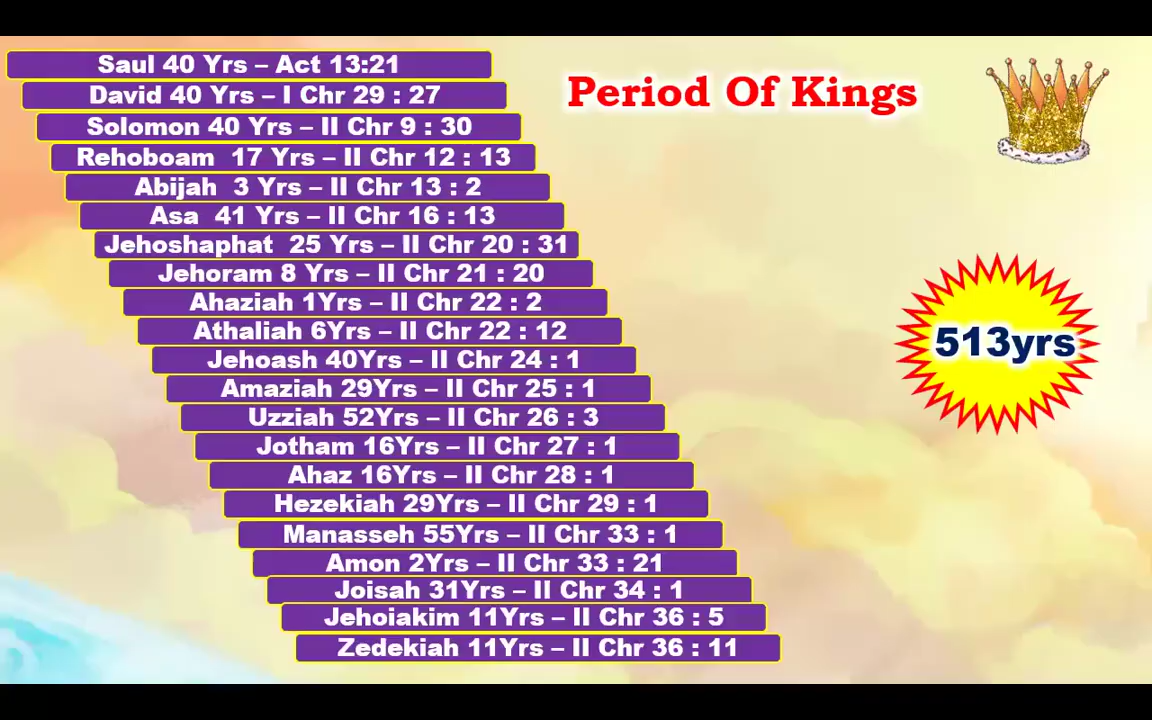 Saul 40 Yrs – Act 13:21
Period Of Kings
David 40 Yrs – I Chr 29 : 27
Solomon 40 Yrs – II Chr 9 : 30
Rehoboam  17 Yrs – II Chr 12 : 13
Abijah  3 Yrs – II Chr 13 : 2
Asa  41 Yrs – II Chr 16 : 13
Jehoshaphat  25 Yrs – II Chr 20 : 31
Jehoram 8 Yrs – II Chr 21 : 20
Ahaziah 1Yrs – II Chr 22 : 2
Athaliah 6Yrs – II Chr 22 : 12
513yrs
Jehoash 40Yrs – II Chr 24 : 1
Amaziah 29Yrs – II Chr 25 : 1
Uzziah 52Yrs – II Chr 26 : 3
Jotham 16Yrs – II Chr 27 : 1
Ahaz 16Yrs – II Chr 28 : 1
Hezekiah 29Yrs – II Chr 29 : 1
Manasseh 55Yrs – II Chr 33 : 1
Amon 2Yrs – II Chr 33 : 21
Joisah 31Yrs – II Chr 34 : 1
Jehoiakim 11Yrs – II Chr 36 : 5
Zedekiah 11Yrs – II Chr 36 : 11